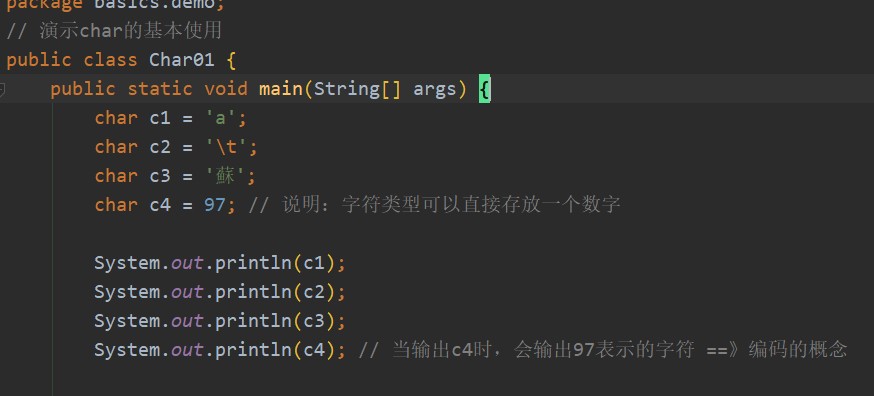 package basics.demo;
// 演示char的基本使用
public class Char01 {
public static void main(String[] args) {
char c1 = 'a';
char c2 = '\t';
char c3 = '蘇';
char c4 = 97; // 说明：字符类型可以直接存放一个数字
System.out.println(c1);
System.out.println(c2);
System.out.println(c3);
System.out.println(c4); // 当输出c4时，会输出97表示的字符 ==》编码的概念